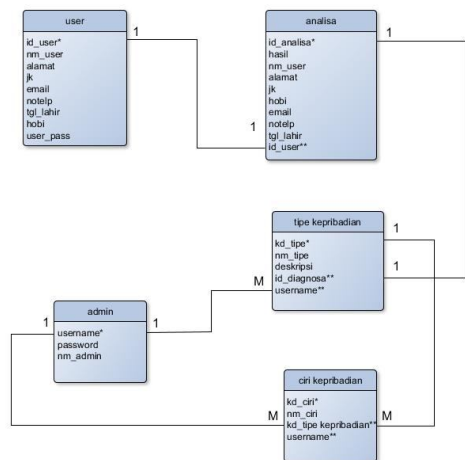 user
id_user*
nm_user
alamat
jk
email
notelp
tgl_lahir
hobi
user_pass
1
1
analisa
id_analisa*
hasil
nm_user
alamat
jk
hobi
email
notelp
tgl_lahir
id_user**
1
tipe kepribadian
kd_tipe*
nm_tipe
deskripsi
id_diagnosa**
username**
1
1
M
admin
username*
password
nm_admin
1
1
ciri kepribadian
kd_ciri*
nm_ciri
kd_tipe kepribadian**
username**
M
M